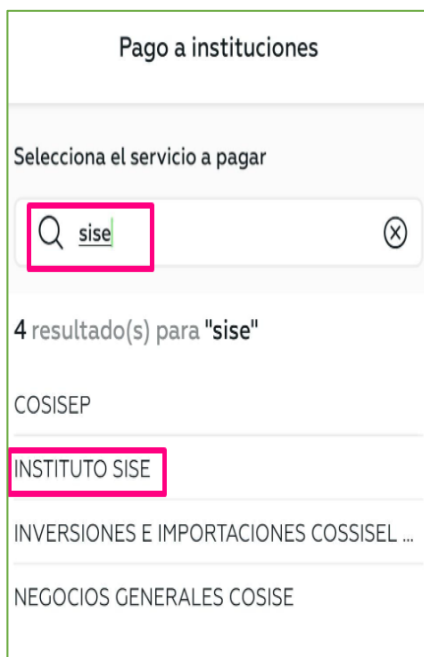 Pago a instituciones
Selecciona el servicio a pagar
sise
4 resultado(s) para "sise"
COSISEP
INSTITUTO SISE
INVERSIONES E IMPORTACIONES COSSISEL ...
NEGOCIOS GENERALES COSISE